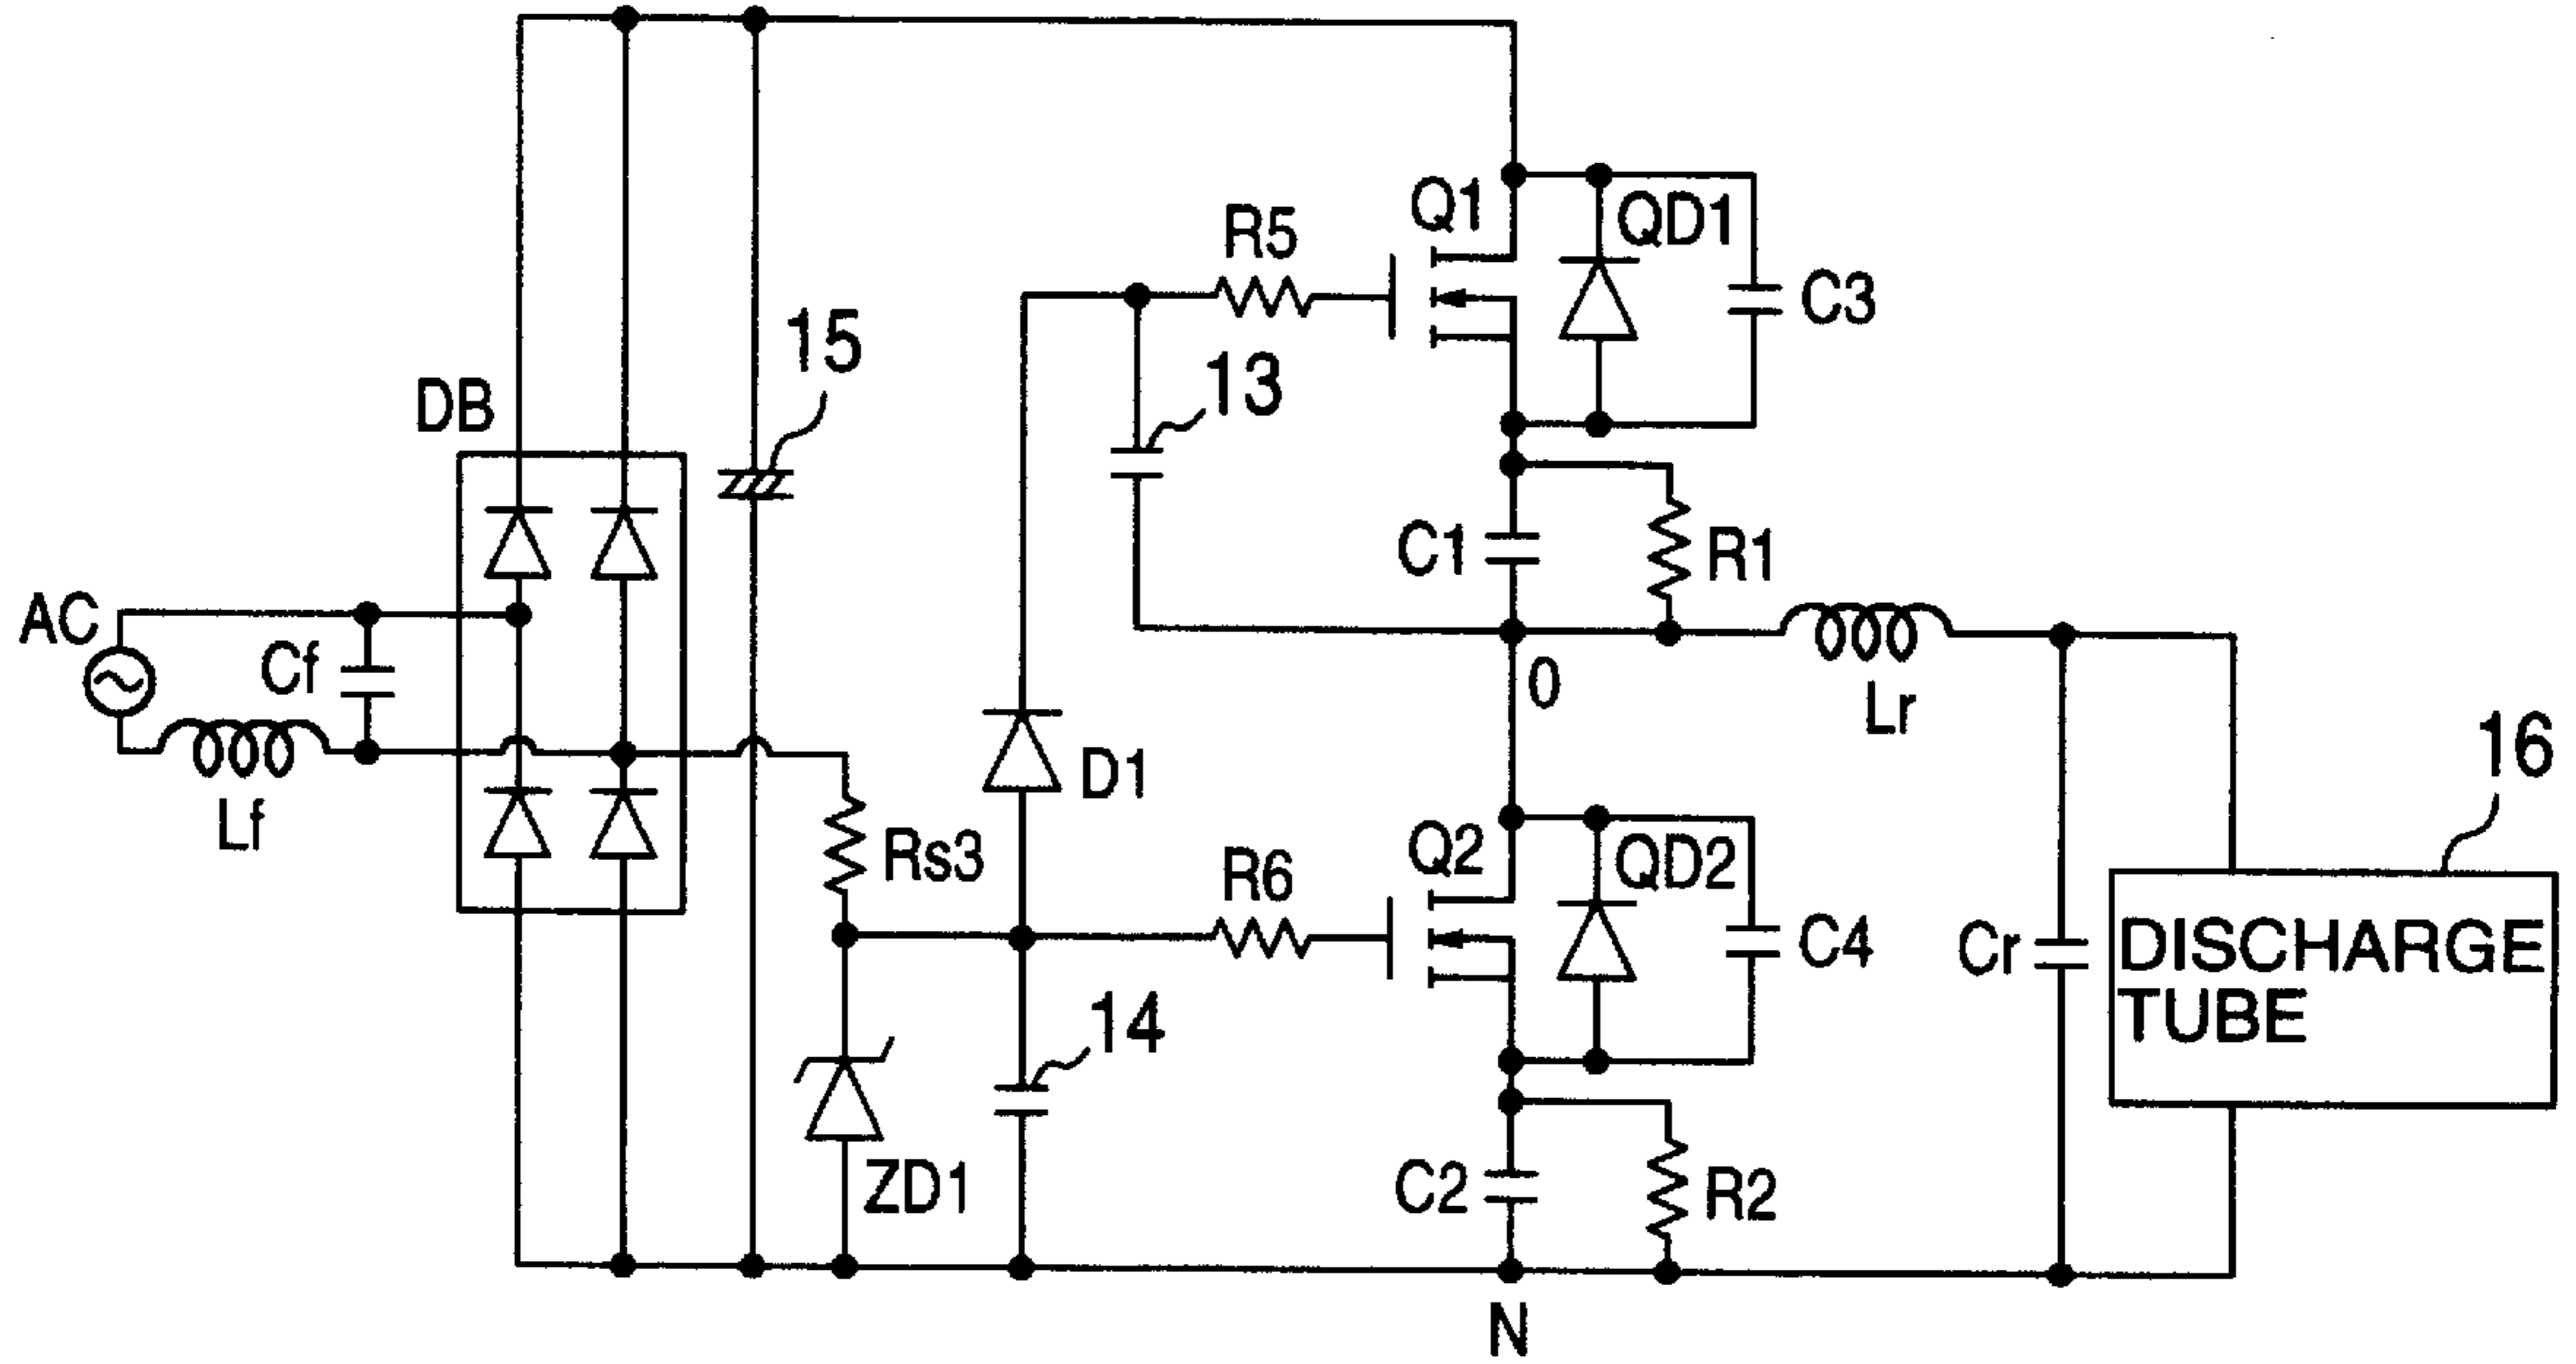 Q1
QD1
R5
C3
15
13
DB
C1
R1
AC
Cf
0
Lr
16
D1
Lf
Rs3
Q2
QD2
R6
C4
Cr
DISCHARGE
TUBE
14
ZD1
C2
R2
N